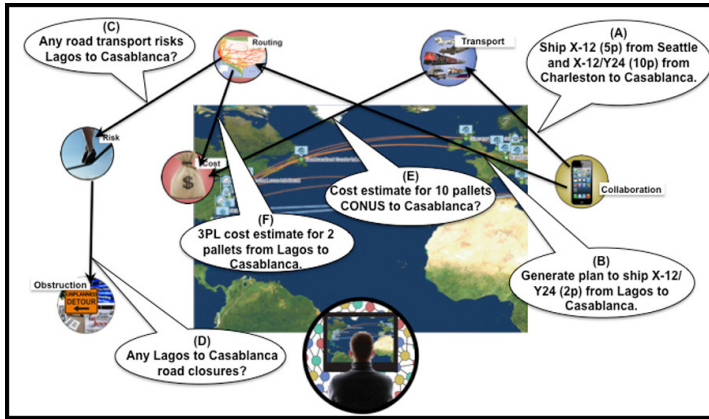 (C)
Any road transport risks
Lagos to Casablanca?
Routing
Transport
(A)
Ship X-12 (5p) from Seattle
and X-12/Y24 (10p) from
Charleston to Casablanca.
Risk
Cost
$
(E)
Cost estimate for 10 pallets
CONUS to Casablanca?
Collaboration
(F)
3PL cost estimate for 2
pallets from Lagos to
Casablanca.
(B)
Generate plan to ship X-12/
Y24 (2p) from Lagos to
Casablanca.
Obstruction
UNPLANNED
DETOUR
(D)
Any Lagos to Casablanca
road closures?